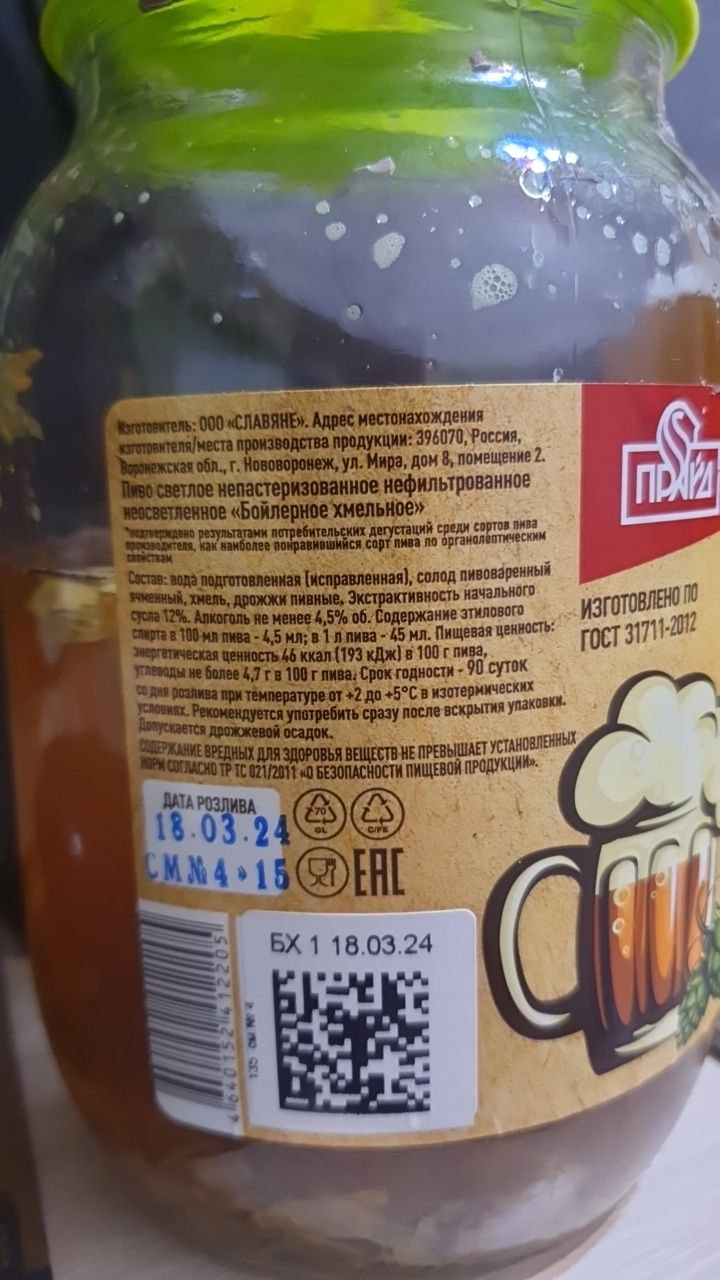 Изготовитель: ООО «СЛАВЯНЕ». Адрес местонахождения
изготовителя/места производства продукции: 396070, Россия,
Воронежская обл., г. Нововоронеж, ул. Мира, дом 8, помещение 2.
Пиво светлое непастеризованное нефильтрованное
неосветленное «Бойлерное хмельное»
*подтверждено результатами потребительских дегустаций среди сортов пива
производителя, как наиболее понравившийся сорт пива по органолептическим
свойствам
Состав: вода подготовленная (исправленная), солод пивоваренный
ячменный, хмель, дрожжи пивные. Экстрактивность начального
сусла 12%. Алкоголь не менее 4,5% об. Содержание этилового
спирта в 100 мл пива - 4,5 мл; в 1 л пива - 45 мл. Пищевая ценность:
энергетическая ценность 46 ккал (193 кДж) в 100 г пива,
углеводы не более 4,7 г в 100 г пива. Срок годности - 90 суток
со дня розлива при температуре от +2 до +5°С в изотермических
условиях. Рекомендуется употребить сразу после вскрытия упаковки.
Допускается дрожжевой осадок.
СОДЕРЖАНИЕ ВРЕДНЫХ ДЛЯ ЗДОРОВЬЯ ВЕЩЕСТВ НЕ ПРЕВЫШАЕТ УСТАНОВЛЕННЫХ
НОРМ СОГЛАСНО ТР ТС 021/2011 «О БЕЗОПАСНОСТИ ПИЩЕВОЙ ПРОДУКЦИИ».
ПРАЙД
ИЗГОТОВЛЕНО ПО
ГОСТ 31711-2012
ДАТА РОЗЛИВА
18.03.24
СМ№4»15
70
GL
C/FE
ЕАС
БХ 1 18.03.24
4640152412205
135 см № 4